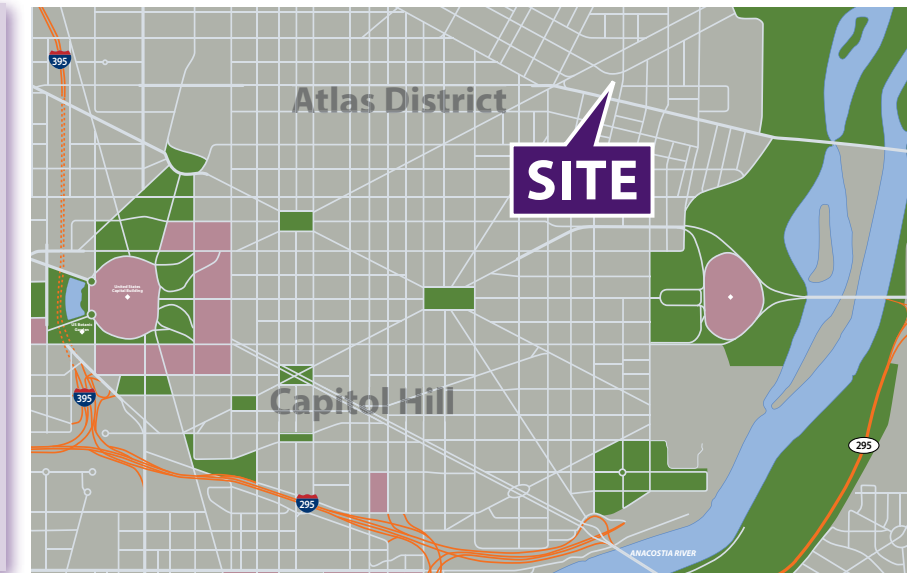 395
Atlas District
SITE
United States
Capitol Building
US Botanic
Garden
395
Capitol Hill
295
295
ANACOSTIA RIVER